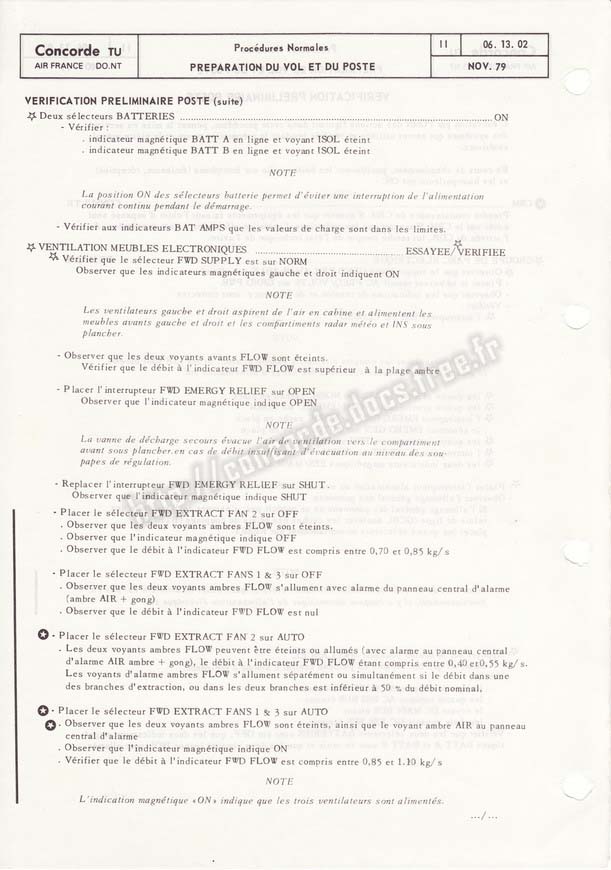 Concorde TU
AIR FRANCE DO.NT
Procédures Normales
PREPARATION DU VOL ET DU POSTE
11
06. 13. 02
NOV. 79
VERIFICATION PRELIMINAIRE POSTE (suite)
Deux sélecteurs BATTERIES ........ ON
- Vérifier :
. indicateur magnétique BATT A en ligne et voyant ISOL éteint
. indicateur magnétique BATT B en ligne et voyant ISOL éteint
NOTE
La position ON des sélecteurs batterie permet d'éviter une interruption de l'alimentation
courant continu pendant le démarrage.
- Vérifier aux indicateurs BAT AMPS que les valeurs de charge sont dans les limites.
VENTILATION MEUBLES ELECTRONIQUES ........ ESSAYEE/VERIFIEE
Vérifier que le sélecteur FWD SUPPLY est sur NORM
Observer que les indicateurs magnétiques gauche et droit indiquent ON
NOTE
Les ventilateurs gauche et droit aspirent de l'air en cabine et alimentent les
meubles avants gauche et droit et les compartiments radar météo et INS sous
plancher.
- Observer que les deux voyants avants FLOW sont éteints.
Vérifier que le débit à l'indicateur FWD FLOW est supérieur à la plage ambre
- Placer l'interrupteur FWD EMERGY RELIEF sur OPEN
Observer que l'indicateur magnétique indique OPEN
NOTE
La vanne de décharge secours évacue l'air de ventilation vers le compartiment
avant sous plancher en cas de débit insuffisant d'évacuation au niveau des sou-
papes de régulation.
- Replacer l'interrupteur FWD EMERGY RELIEF sur SHUT.
Observer que l'indicateur magnétique indique SHUT
- Placer le sélecteur FWD EXTRACT FAN 2 sur OFF
. Observer que les deux voyants ambres FLOW sont éteints.
. Observer que l'indicateur magnétique indique OFF
. Observer que le débit à l'indicateur FWD FLOW est compris entre 0,70 et 0,85 kg/s
- Placer le sélecteur FWD EXTRACT FANS 1 & 3 sur OFF
. Observer que les deux voyants ambres FLOW s'allument avec alarme du panneau central d'alarme
(ambre AIR + gong)
. Observer que le débit à l'indicateur FWD FLOW est nul
- Placer le sélecteur FWD EXTRACT FAN 2 sur AUTO
. Les deux voyants ambres FLOW peuvent être éteints ou allumés (avec alarme au panneau central
d'alarme AIR ambre + gong), le débit à l'indicateur FWD FLOW étant compris entre 0,40 et 0,55 kg/s.
Les voyants d'alarme ambres FLOW s'allument séparément ou simultanément si le débit dans une
des branches d'extraction, ou dans les deux branches est inférieur à 50 % du débit nominal.
- Placer le sélecteur FWD EXTRACT FANS 1 & 3 sur AUTO
. Observer que les deux voyants ambres FLOW sont éteints, ainsi que le voyant ambre AIR au panneau
central d'alarme
. Observer que l'indicateur magnétique indique ON
. Vérifier que le débit à l'indicateur FWD FLOW est compris entre 0.85 et 1.10 kg/s
NOTE
L'indication magnétique «ON» indique que les trois ventilateurs sont alimentés.
.../...
http://concorde.docs.free.fr